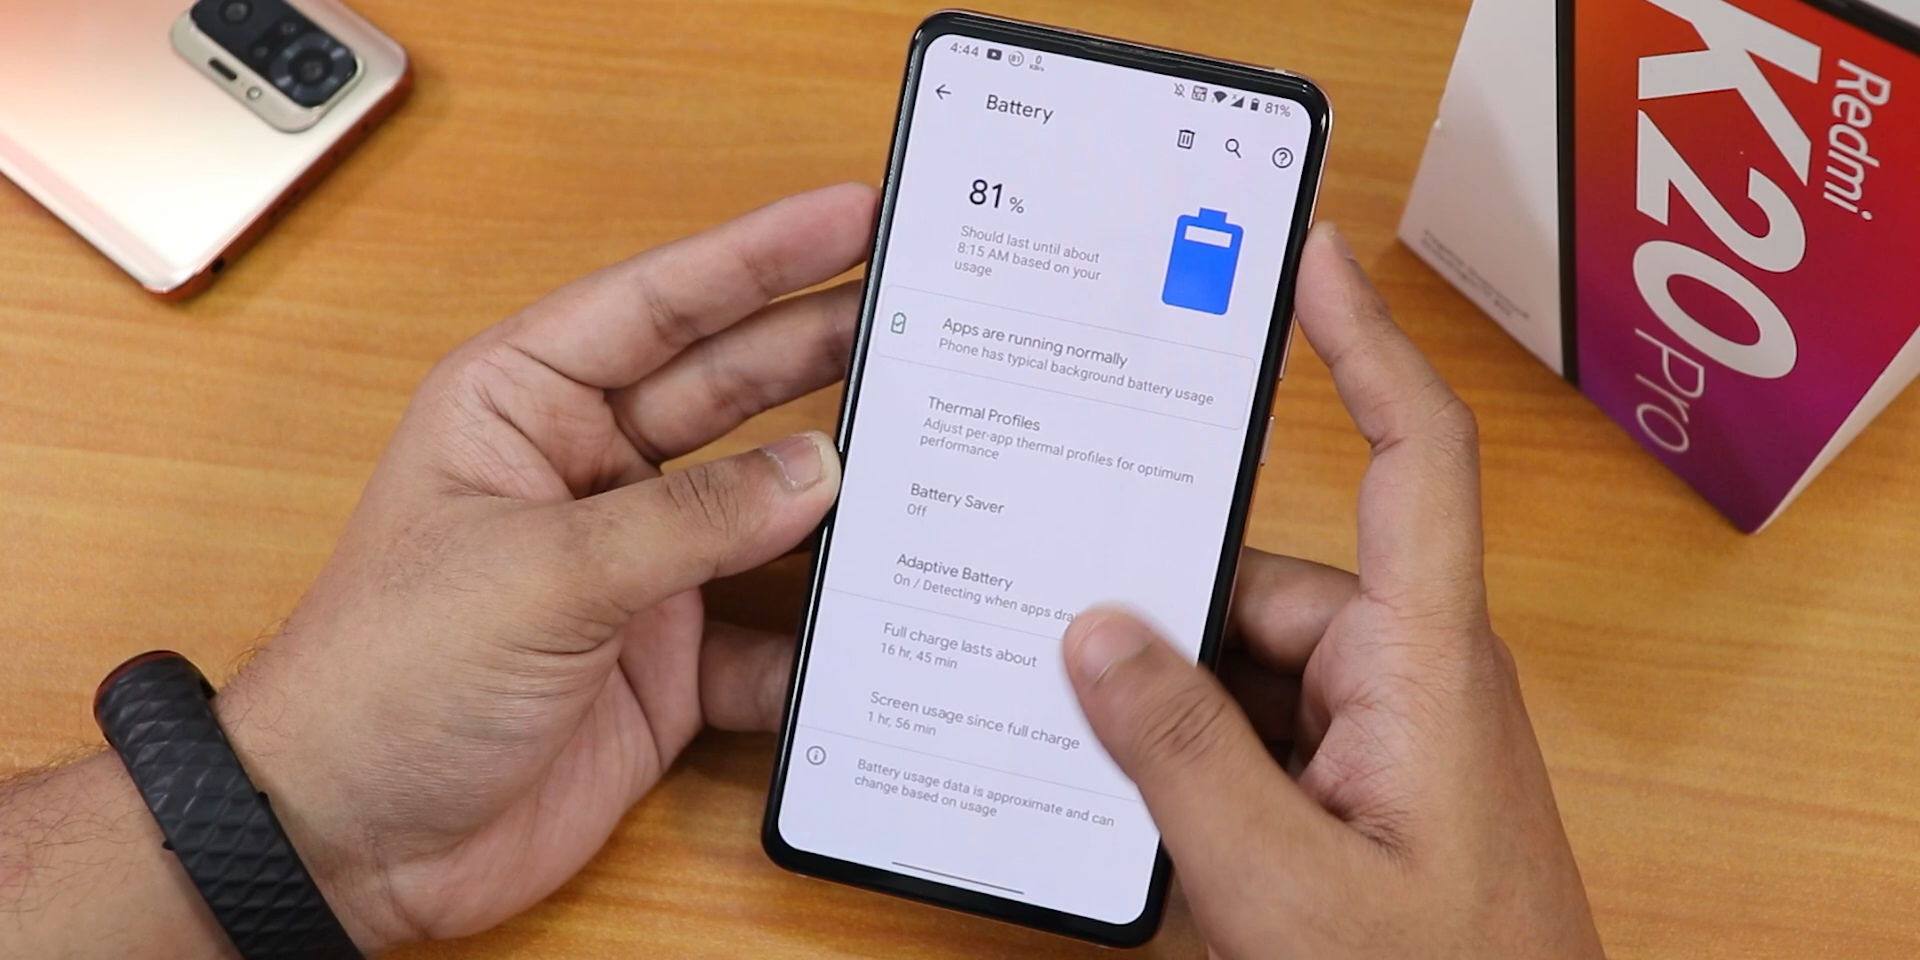 4:44
81
0
KB/s
81%
Battery
81 %
Should last until about
8:15 AM based on your
usage
Apps are running normally
Phone has typical background battery usage
Thermal Profiles
Adjust per-app thermal profiles for optimum
performance
Battery Saver
Off
Adaptive Battery
On / Detecting when apps drai
Full charge lasts about
16 hr, 45 min
Screen usage since full charge
1 hr, 56 min
Battery usage data is approximate and can
change based on usage
Redmi
K20 Pro